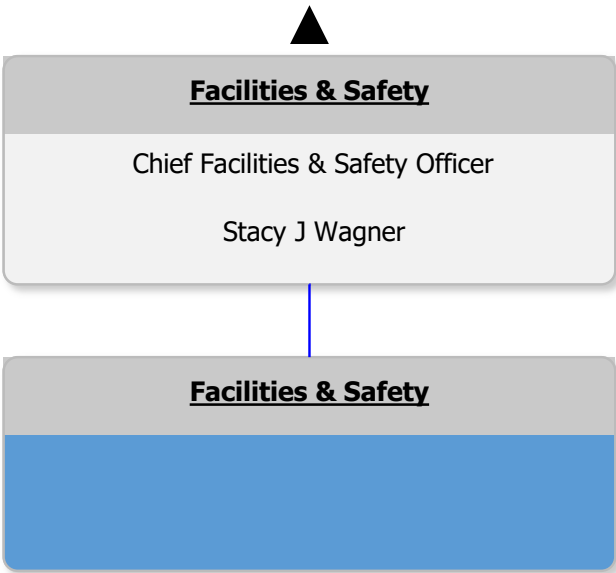 Facilities & Safety
Chief Facilities & Safety Officer
Stacy J Wagner
Facilities & Safety